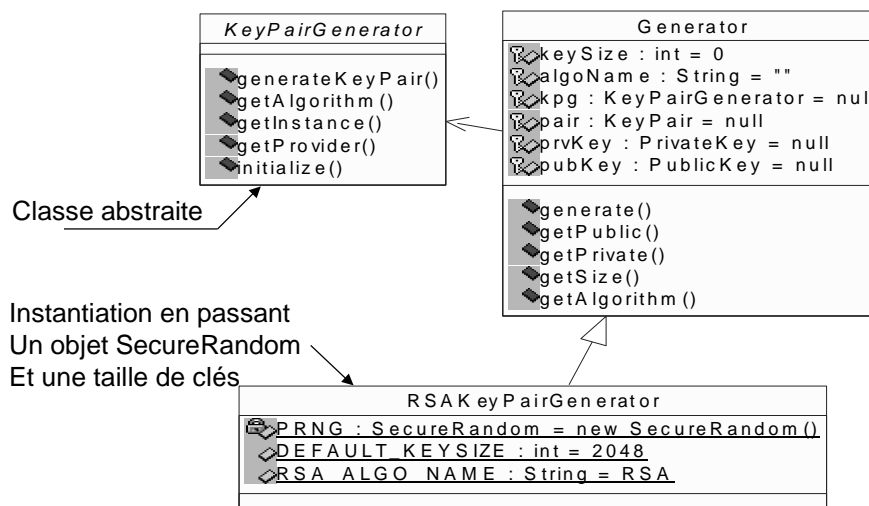 KeyPairGenerator
generateKeyPair()
getAlgorithm()
getInstance()
getProvider()
initialize()
Generator
keySize : int = 0
algoName : String = ""
kpg : KeyPairGenerator = nul
pair : KeyPair = null
prvKey : PrivateKey = null
pubKey : PublicKey = null
generate()
getPublic()
getPrivate()
getSize()
getAlgorithm()
Classe abstraite
Instantiation en passant
Un objet SecureRandom
Et une taille de clés
RSAKeyPairGenerator
PRNG : SecureRandom = new SecureRandom()
DEFAULT_KEYSIZE : int = 2048
RSA_ALGO_NAME : String = RSA